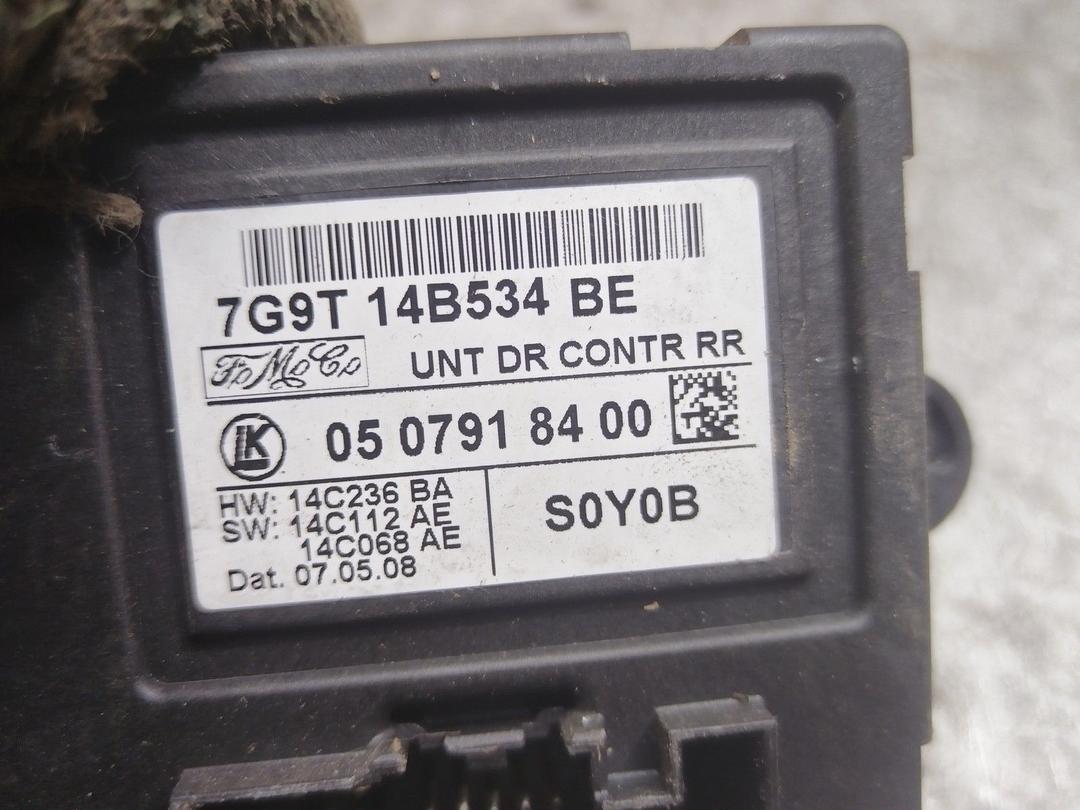 7G9T 14B534 BE
FoMoCo UNT DR CONTR RR
LK 05 0791 84 00
HW: 14C236 BA
SW: 14C112 AE
14C068 AE
Dat. 07.05.08
S0Y0B